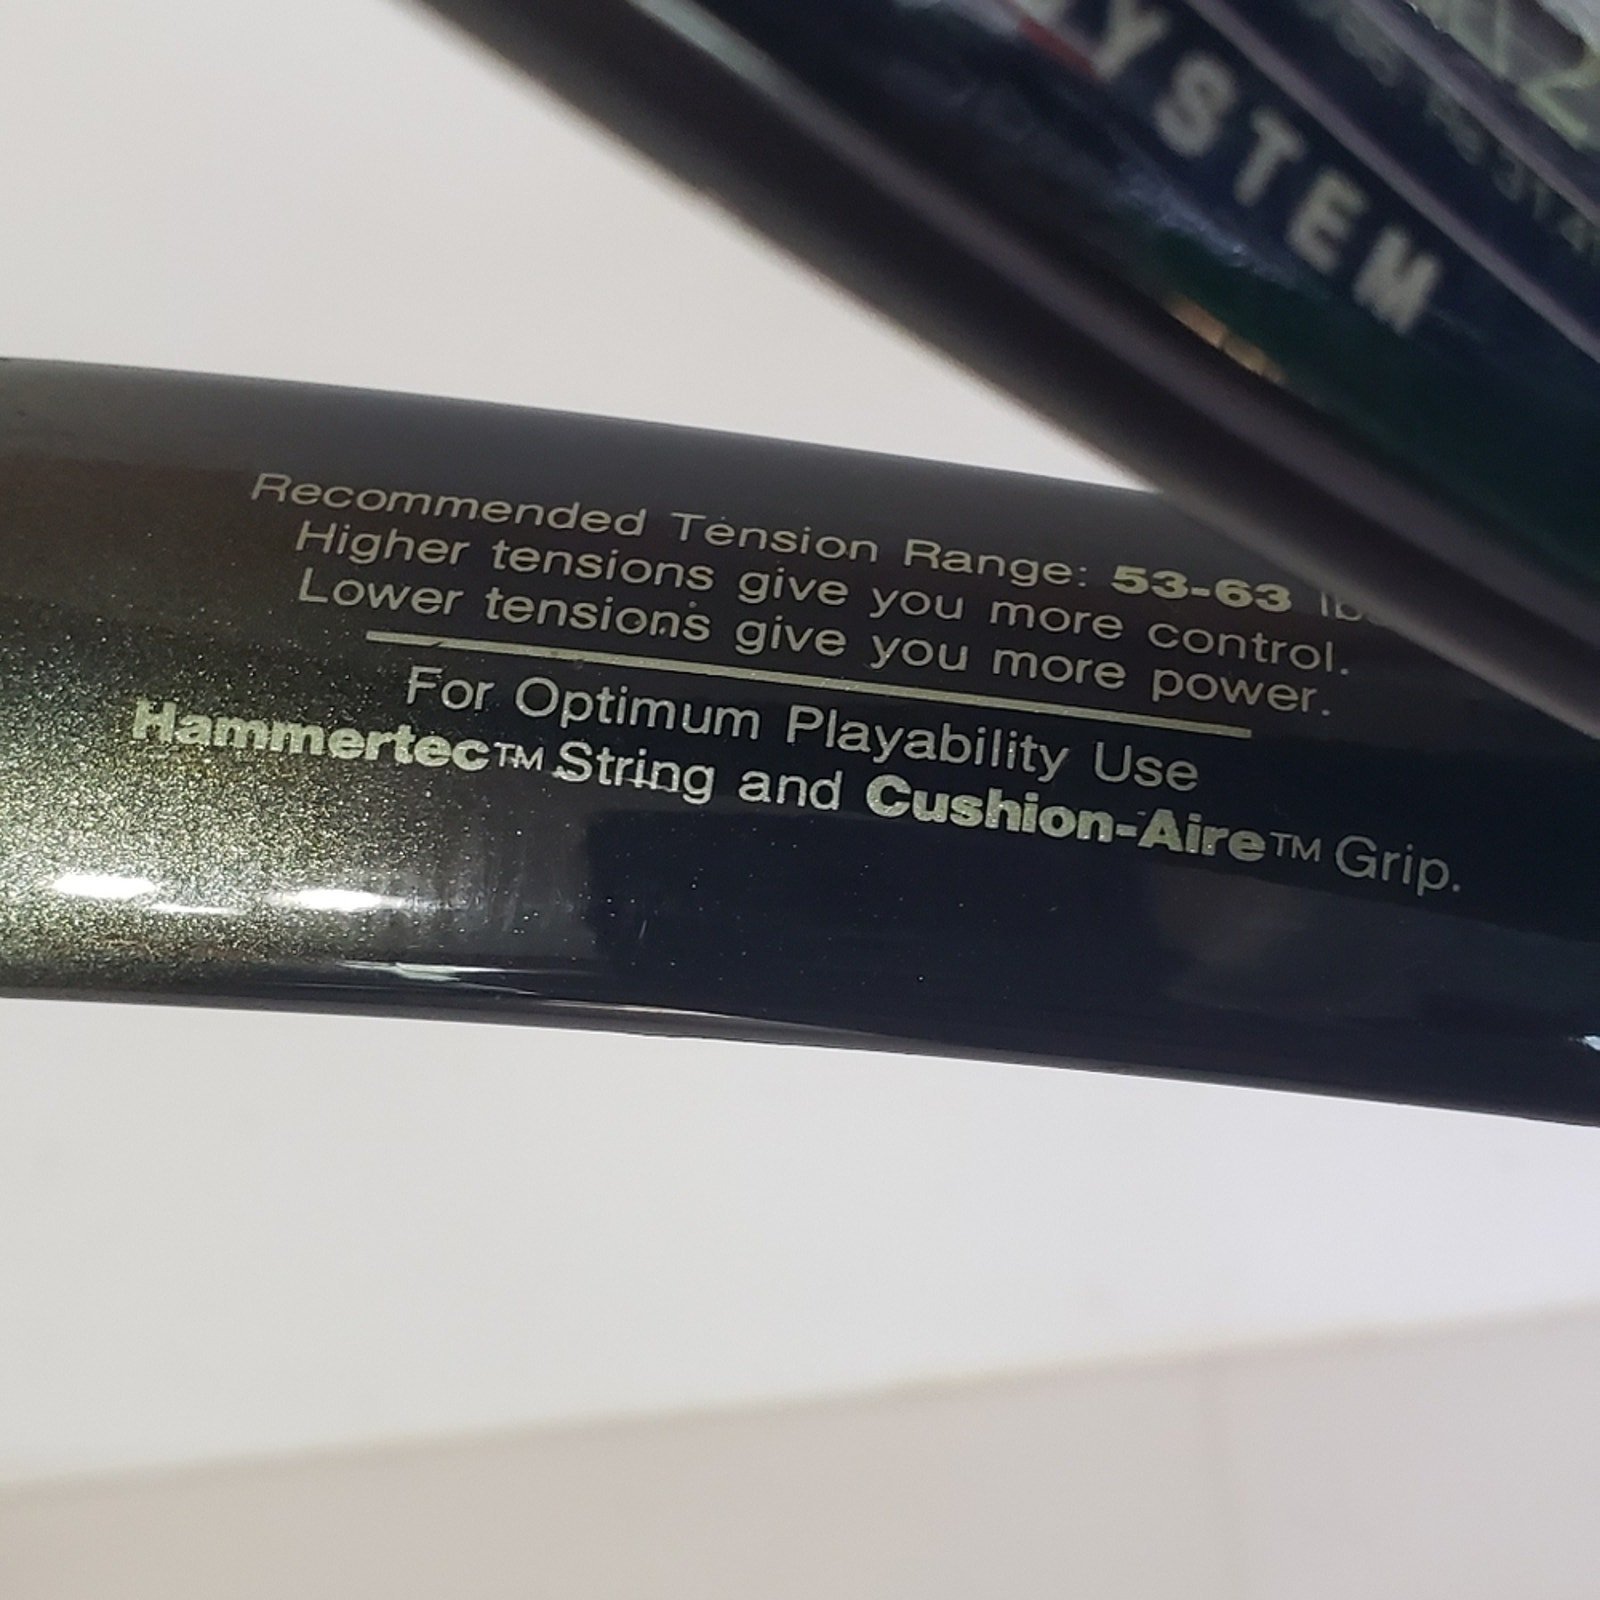 SYSTEM
Recommended Tension Range: 53-63
Higher tensions give you more control.
Lower tensions give you more power.
For Optimum Playability Use
Hammertec™ String and Cushion-Aire™ Grip.